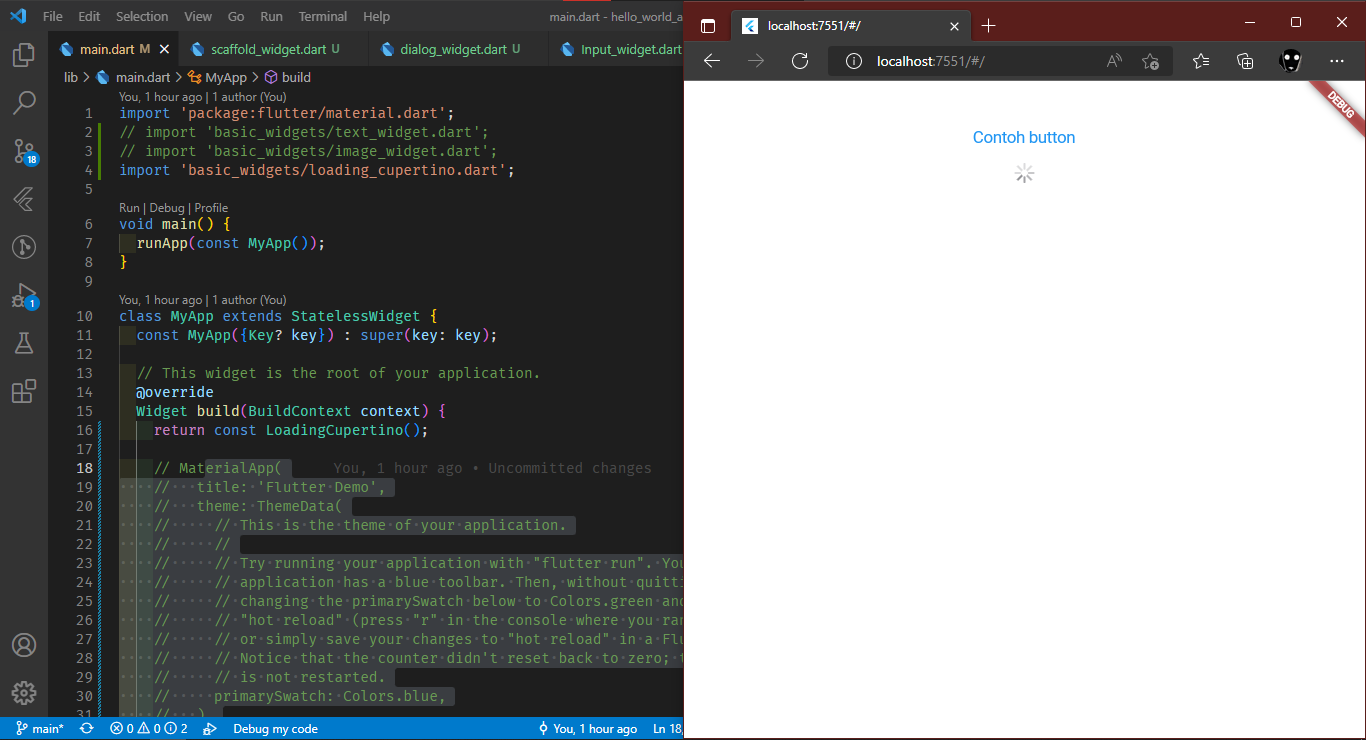 File Edit Selection View Go Run Terminal Help main.dart - hello_world_a
main.dart M scaffold_widget.dart U dialog_widget.dart U Input_widget.dart
lib > main.dart > MyApp > build
You, 1 hour ago | 1 author (You)
1 import 'package:flutter/material.dart';
2 // import 'basic_widgets/text_widget.dart';
3 // import 'basic_widgets/image_widget.dart';
4 import 'basic_widgets/loading_cupertino.dart';
5
Run | Debug | Profile
6 void main() {
7 runApp(const MyApp());
8 }
9
You, 1 hour ago | 1 author (You)
10 class MyApp extends StatelessWidget {
11 const MyApp({Key? key}) : super(key: key);
12
13 // This widget is the root of your application.
14 @override
15 Widget build(BuildContext context) {
16 return const LoadingCupertino();
17
18 // MaterialApp( You, 1 hour ago • Uncommitted changes
19 // title: 'Flutter Demo',
20 // theme: ThemeData(
21 // // This is the theme of your application.
22 // //
23 // // Try running your application with "flutter run". You
24 // // application has a blue toolbar. Then, without quitti
25 // // changing the primarySwatch below to Colors.green and
26 // // "hot reload" (press "r" in the console where you ran
27 // // or simply save your changes to "hot reload" in a Flu
28 // // Notice that the counter didn't reset back to zero; t
29 // // is not restarted.
30 // primarySwatch: Colors.blue,
31 // )
18
1
main* 0 0 2 Debug my code You, 1 hour ago Ln 18,
localhost:7551/#/
localhost:7551/#/
DEBUG
Contoh button